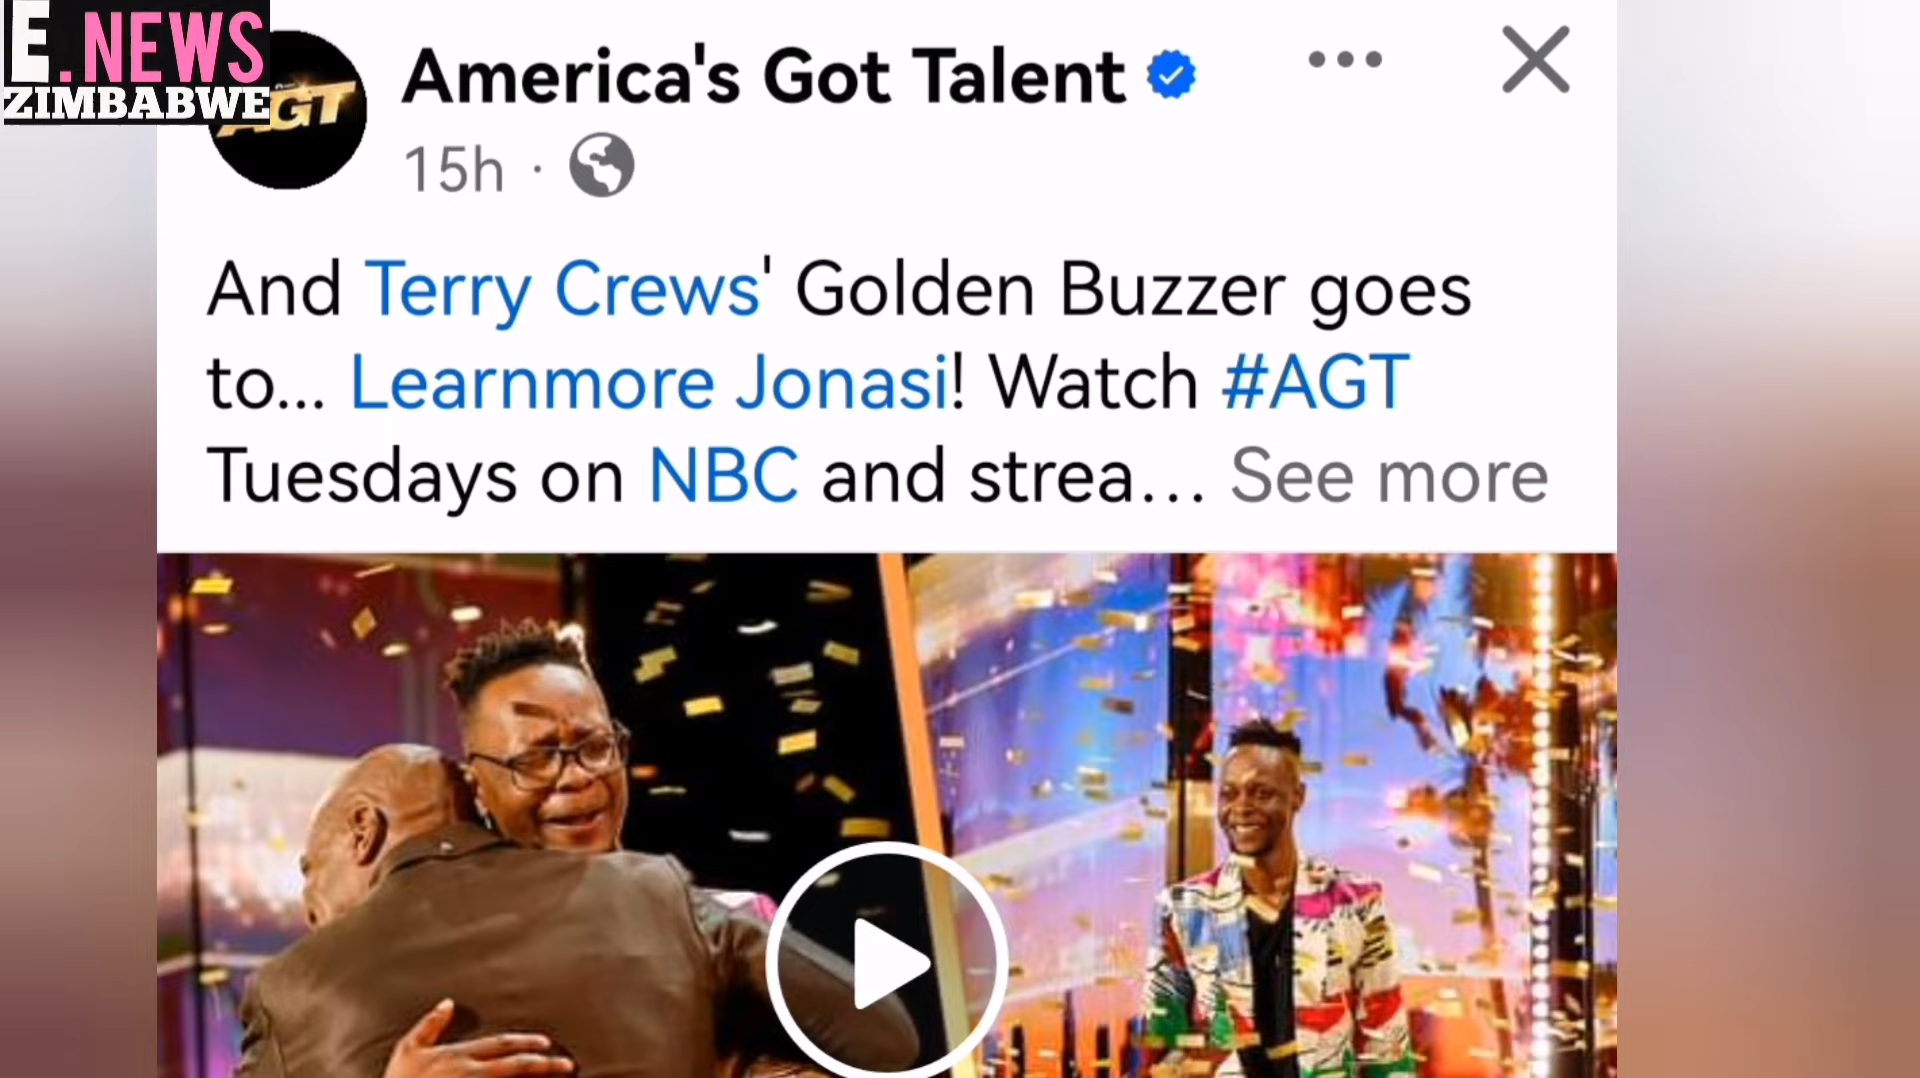 E.NEWS
ZIMBABWE
AGT
America's Got Talent
15h ·
And Terry Crews' Golden Buzzer goes
to... Learnmore Jonasi! Watch #AGT
Tuesdays on NBC and strea... See more